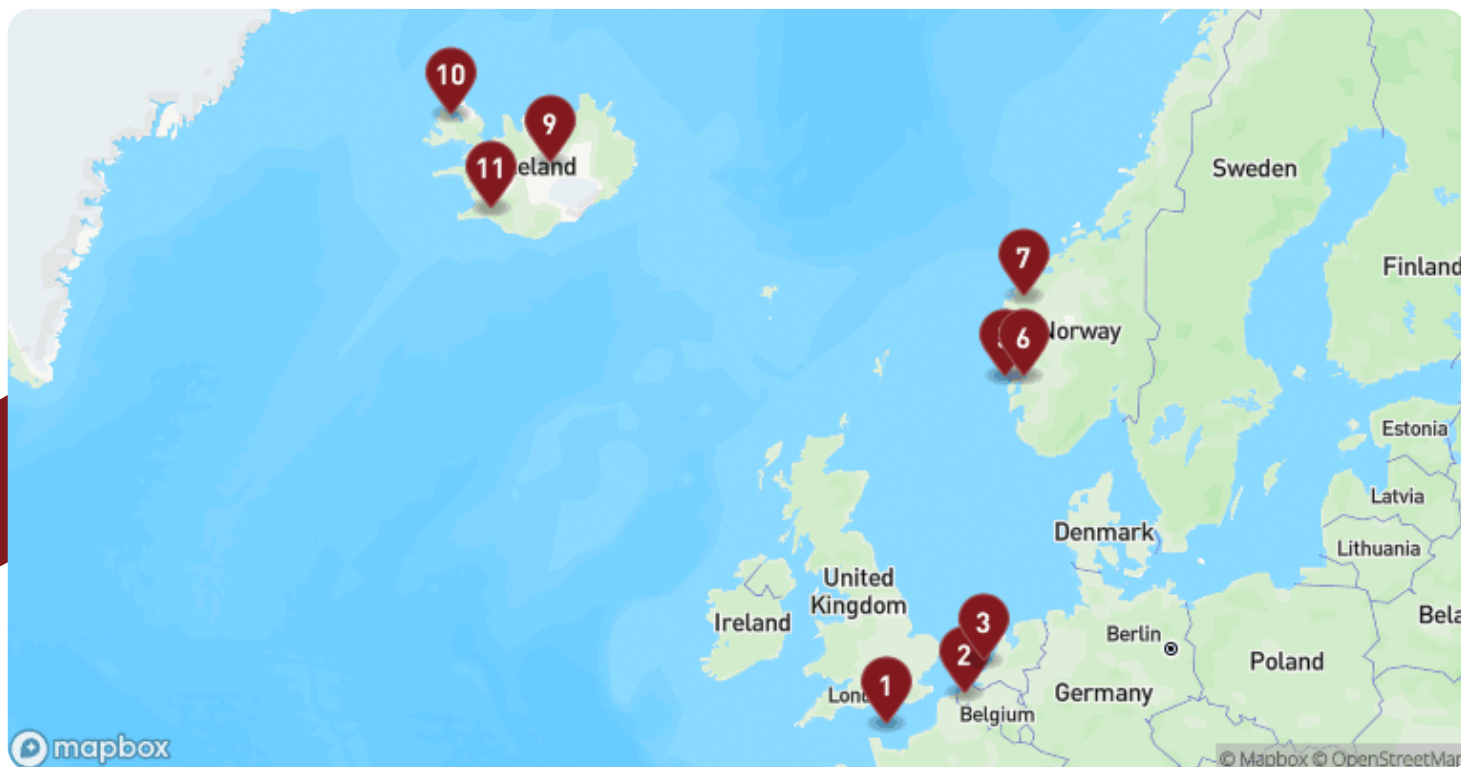 10
9
eland
11
Sweden
7
Finland
6
Norway
Estonia
Latvia
Denmark
Lithuania
United
Kingdom
Ireland
3
2
Berlin
Bela
Poland
1
Lon
Germany
Belgium
mapbox
© Mapbox © OpenStreetMap